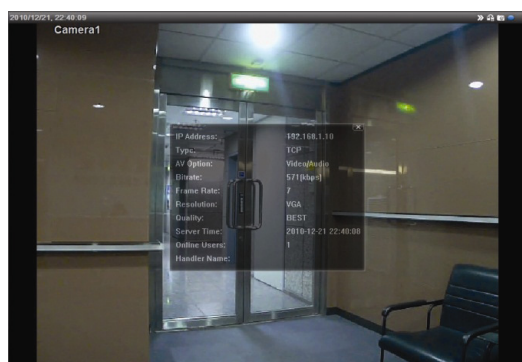 2010/12/21, 22:40:09
Camera1
IP Address: 192.168.1.10
Type: TCP
AV Option: Video/Audio
Bitrate: 571[kbps]
Frame Rate: 7
Resolution: VGA
Quality: BEST
Server Time: 2010-12-21 22:40:08
Online Users: 1
Handler Name: